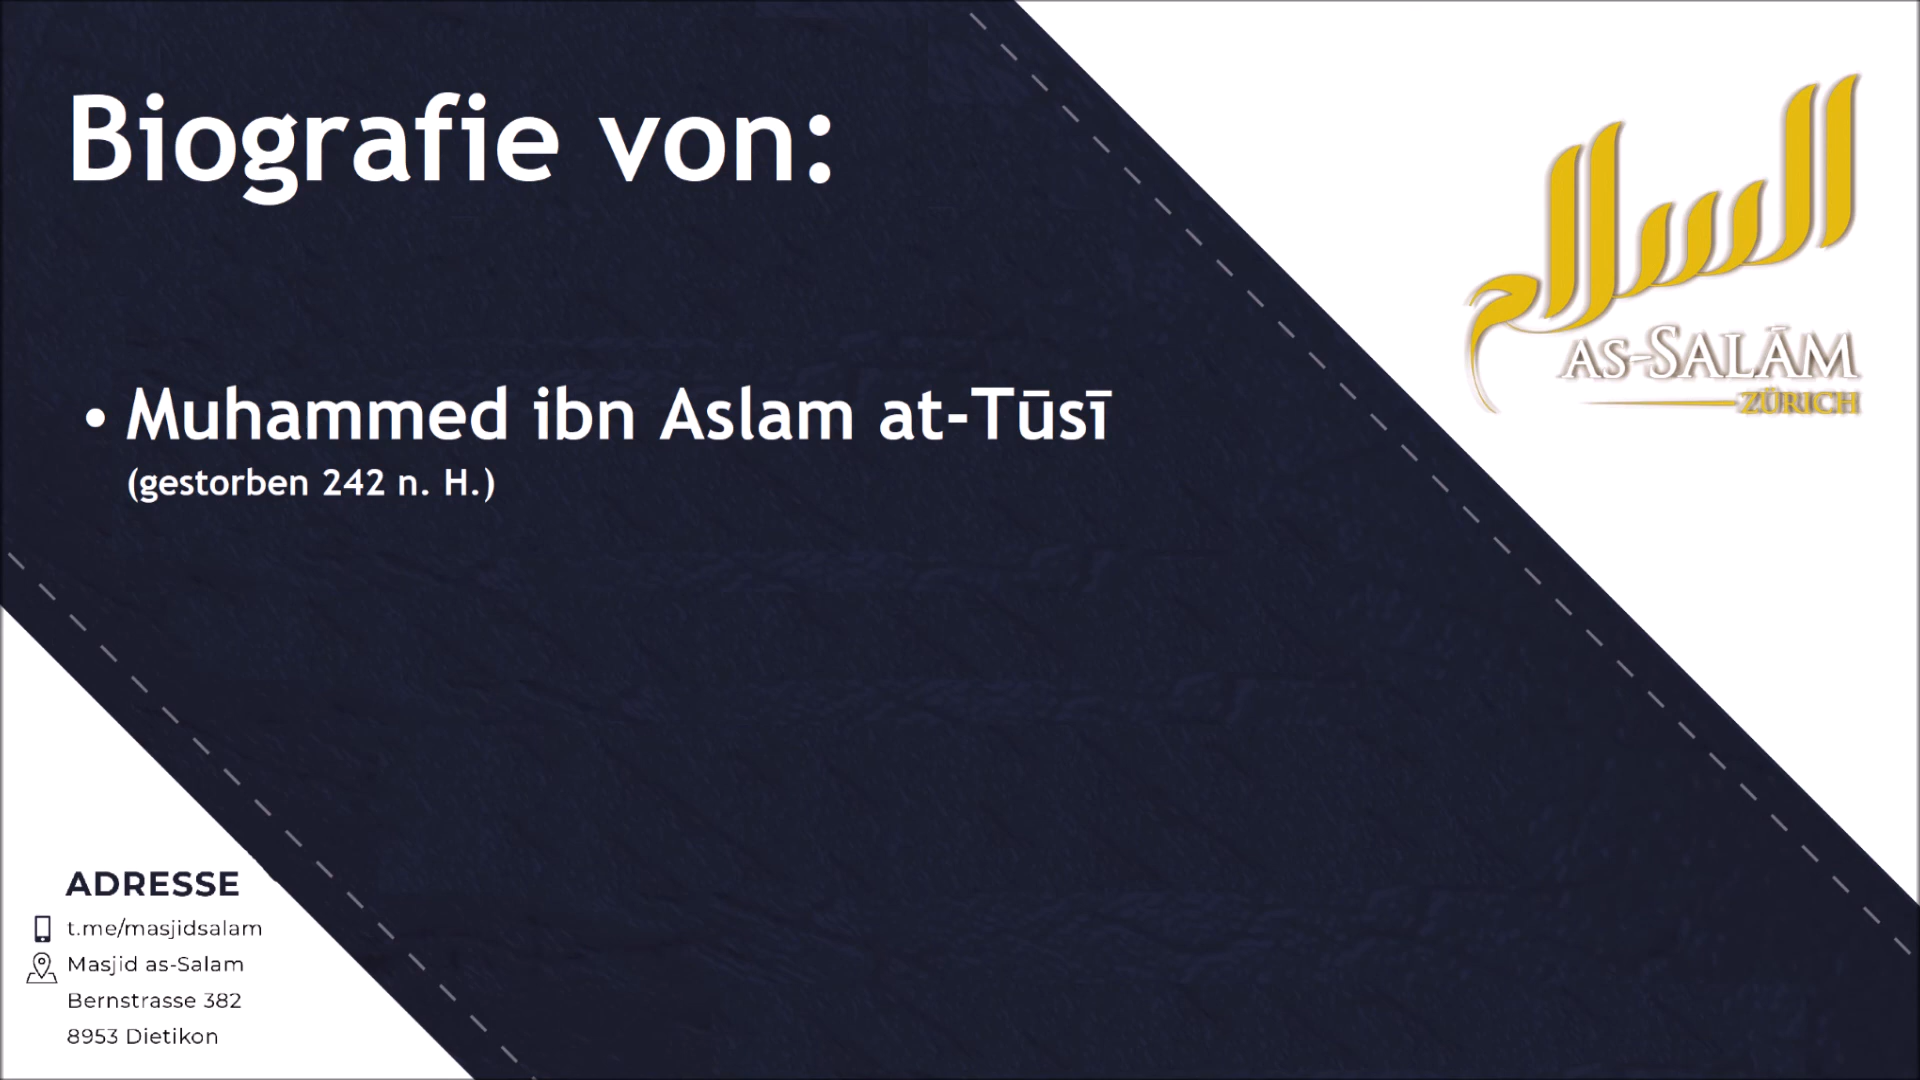 Biografie von:
السلام
AS-SALĀM
ZÜRICH
• Muhammed ibn Aslam at-Tūsī
(gestorben 242 n. H.)
ADRESSE
t.me/masjidsalam
Masjid as-Salam
Bernstrasse 382
8953 Dietikon